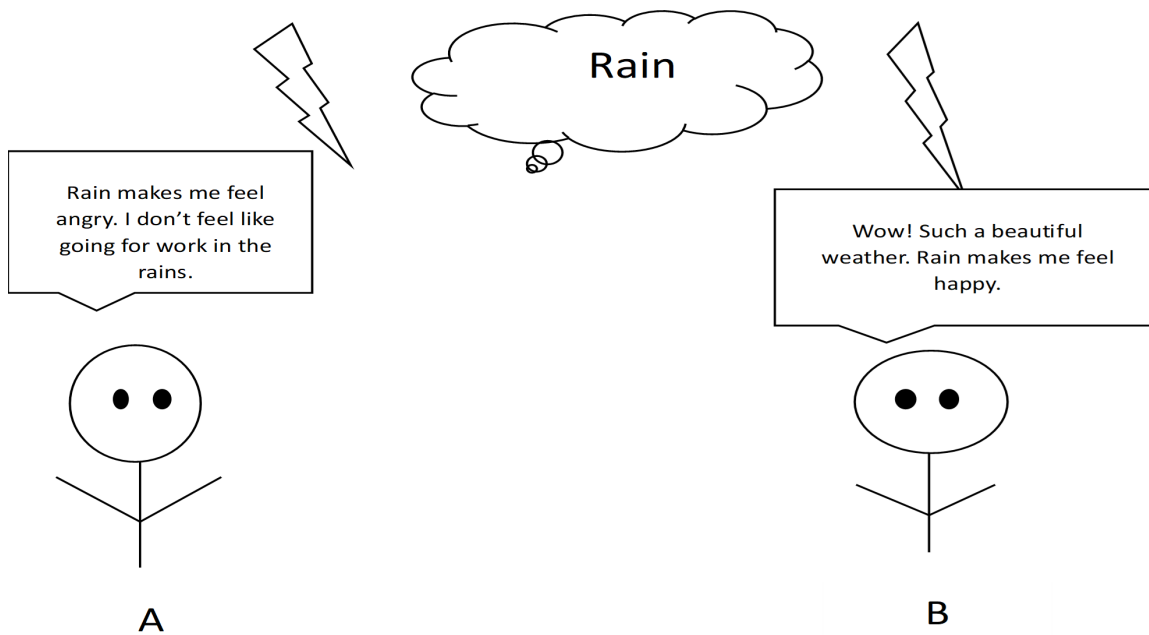 Rain
Rain makes me feel
angry. I don’t feel like
going for work in the
rains.
Wow! Such a beautiful
weather. Rain makes me feel
happy.
A
B